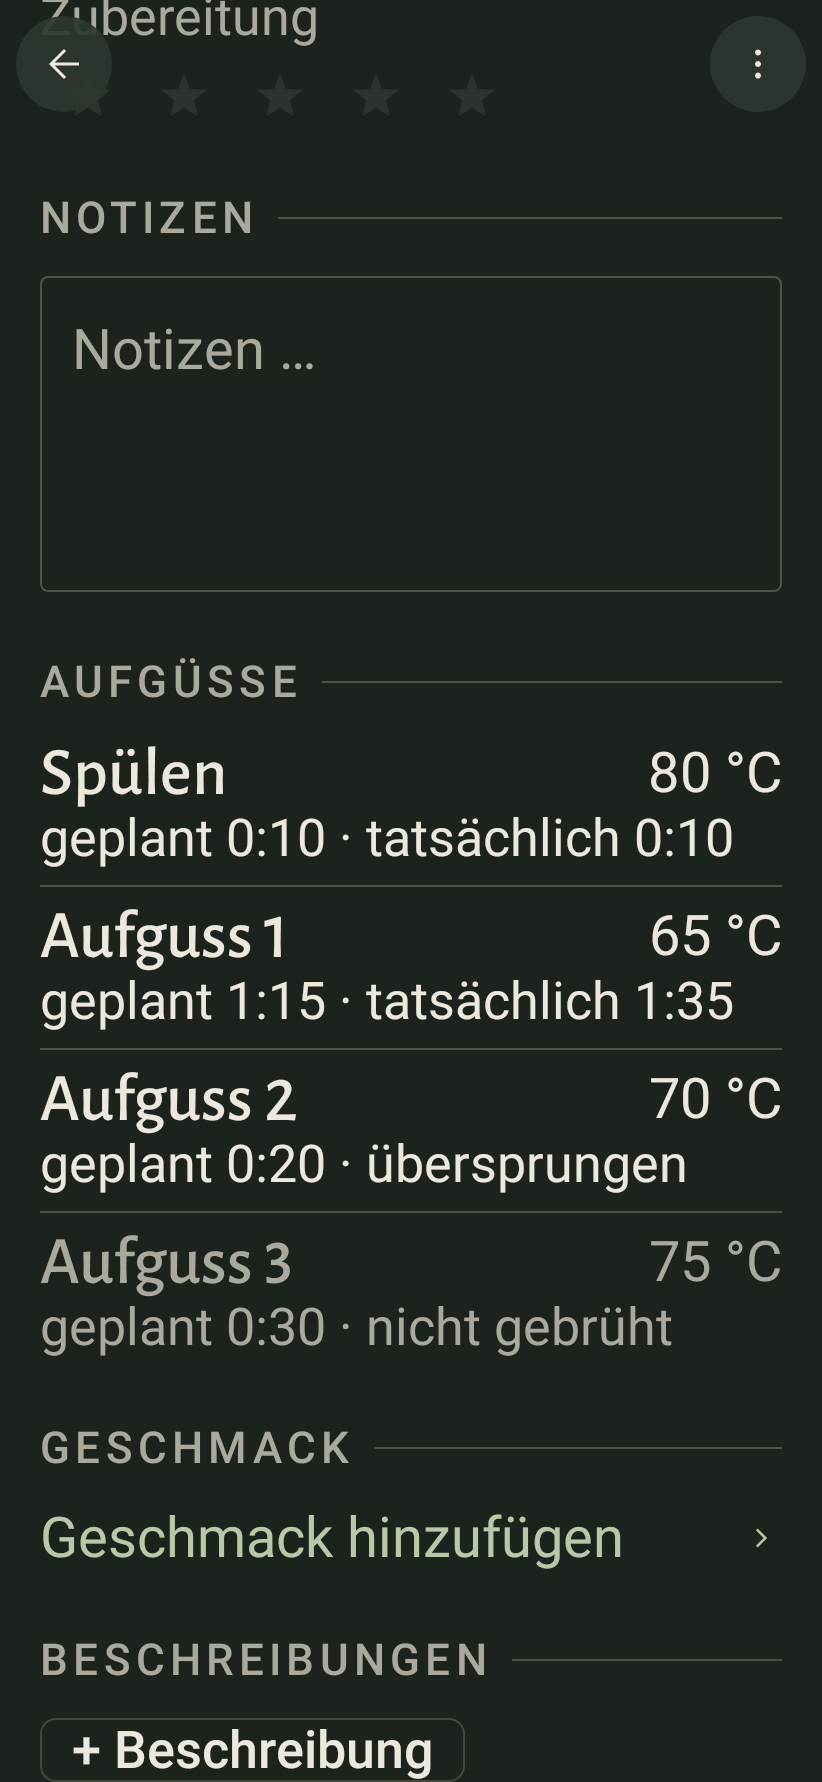 Zubereitung
NOTIZEN
Notizen …
AUFGÜSSE
Spülen
80 °C
geplant 0:10 · tatsächlich 0:10
Aufguss 1
65 °C
geplant 1:15 · tatsächlich 1:35
Aufguss 2
70 °C
geplant 0:20 · übersprungen
Aufguss 3
75 °C
geplant 0:30 · nicht gebrüht
GESCHMACK
Geschmack hinzufügen
BESCHREIBUNGEN
+ Beschreibung